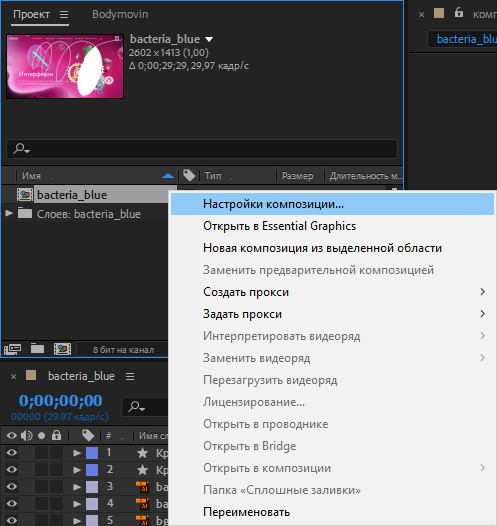 Проект
Bodymovin
bacteria_blue
2602 x 1413 (1,00)
Δ 0;00;29;29, 29,97 кадр/с
Интерферон
Имя
Тип
Размер
Длительность м...
bacteria_blue
Слоев: bacteria_blue
комп
bacteria_blu
Настройки композиции...
Открыть в Essential Graphics
Новая композиция из выделенной области
Заменить предварительной композицией
Создать прокси
Задать прокси
Интерпретировать видеоряд
Заменить видеоряд
Перезагрузить видеоряд
Лицензирование...
Открыть в проводнике
Открыть в Bridge
Открыть в композиции
Папка «Сплошные заливки»
Переименовать
8 бит на канал
bacteria_blue
0;00;00;00
00000 (29.97 кадр/с)
# Имя сл
1 Кр
2 Кр
3 ba
4 ba
5 bg